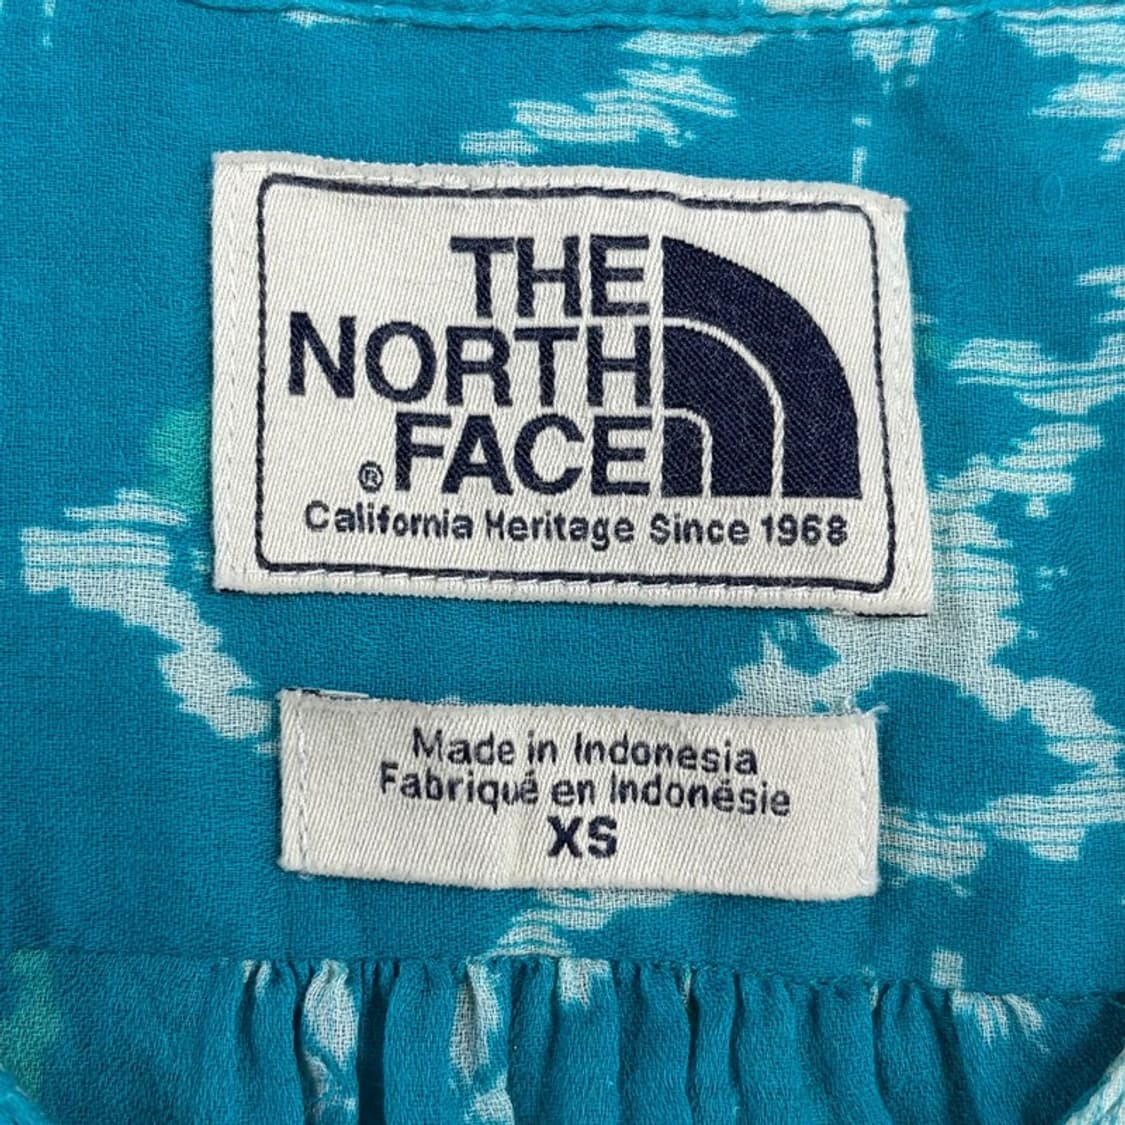 THE
NORTH
®FACE
California Heritage Since 1968
Made in Indonesia
Fabriqué en Indonésie
XS